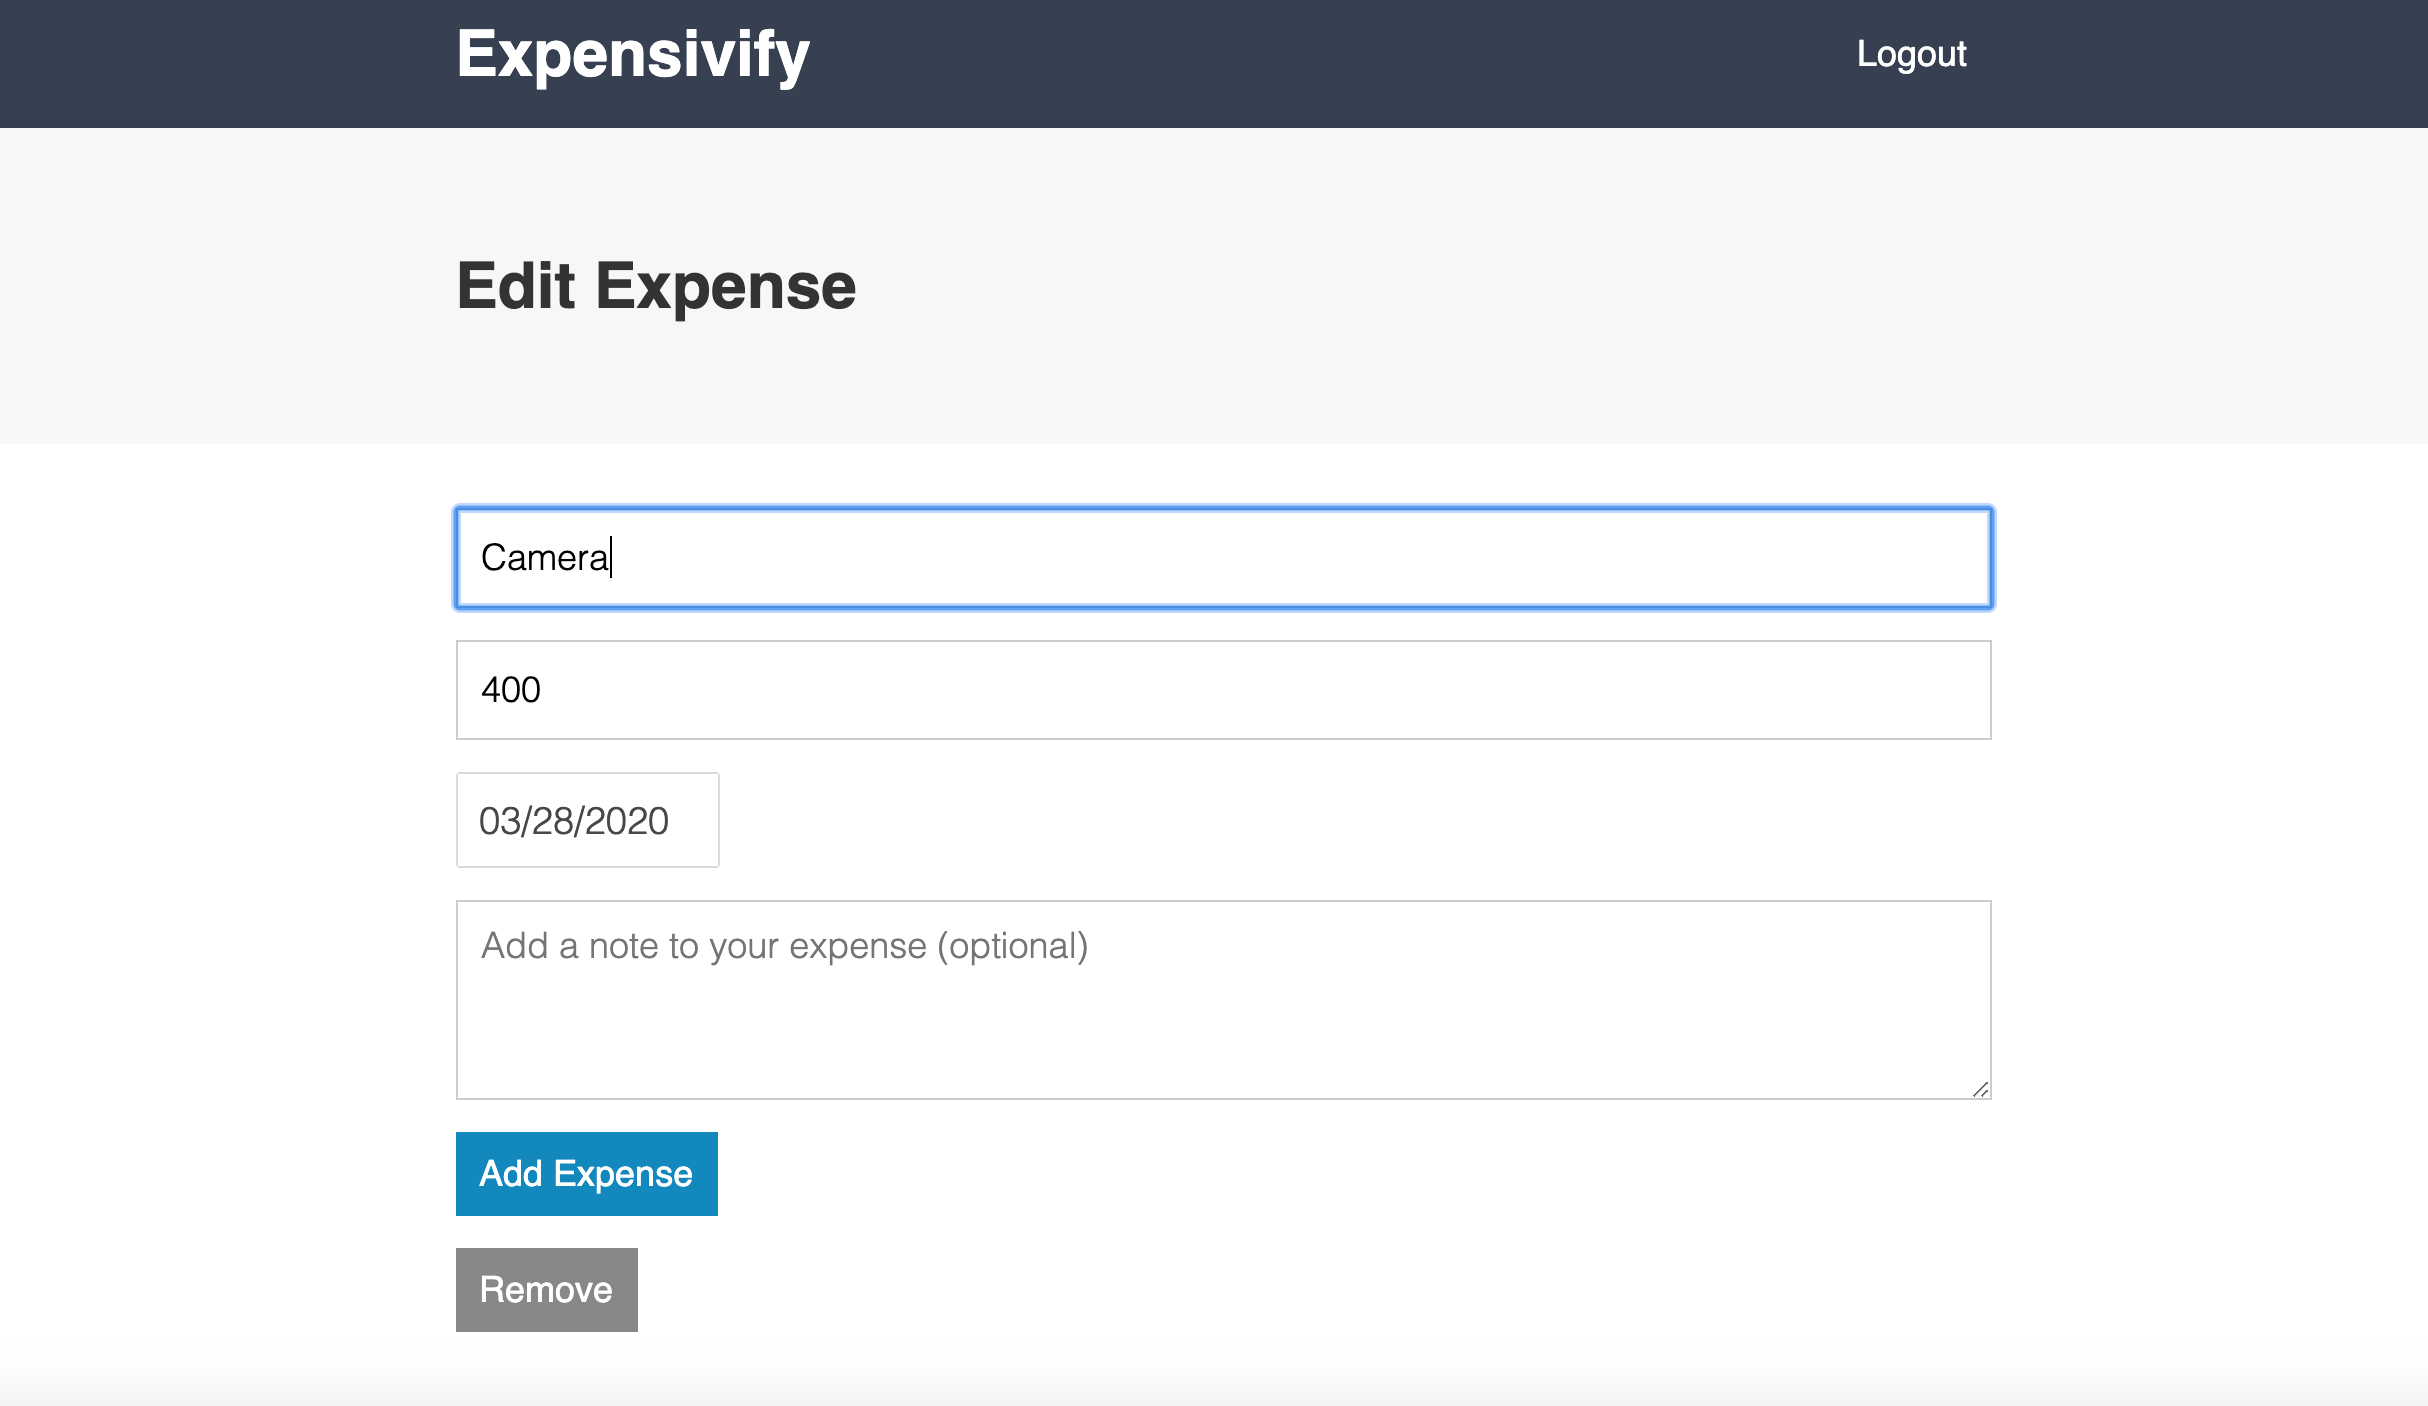 Expensivify
Logout
Edit Expense
Camera
400
03/28/2020
Add a note to your expense (optional)
Add Expense
Remove